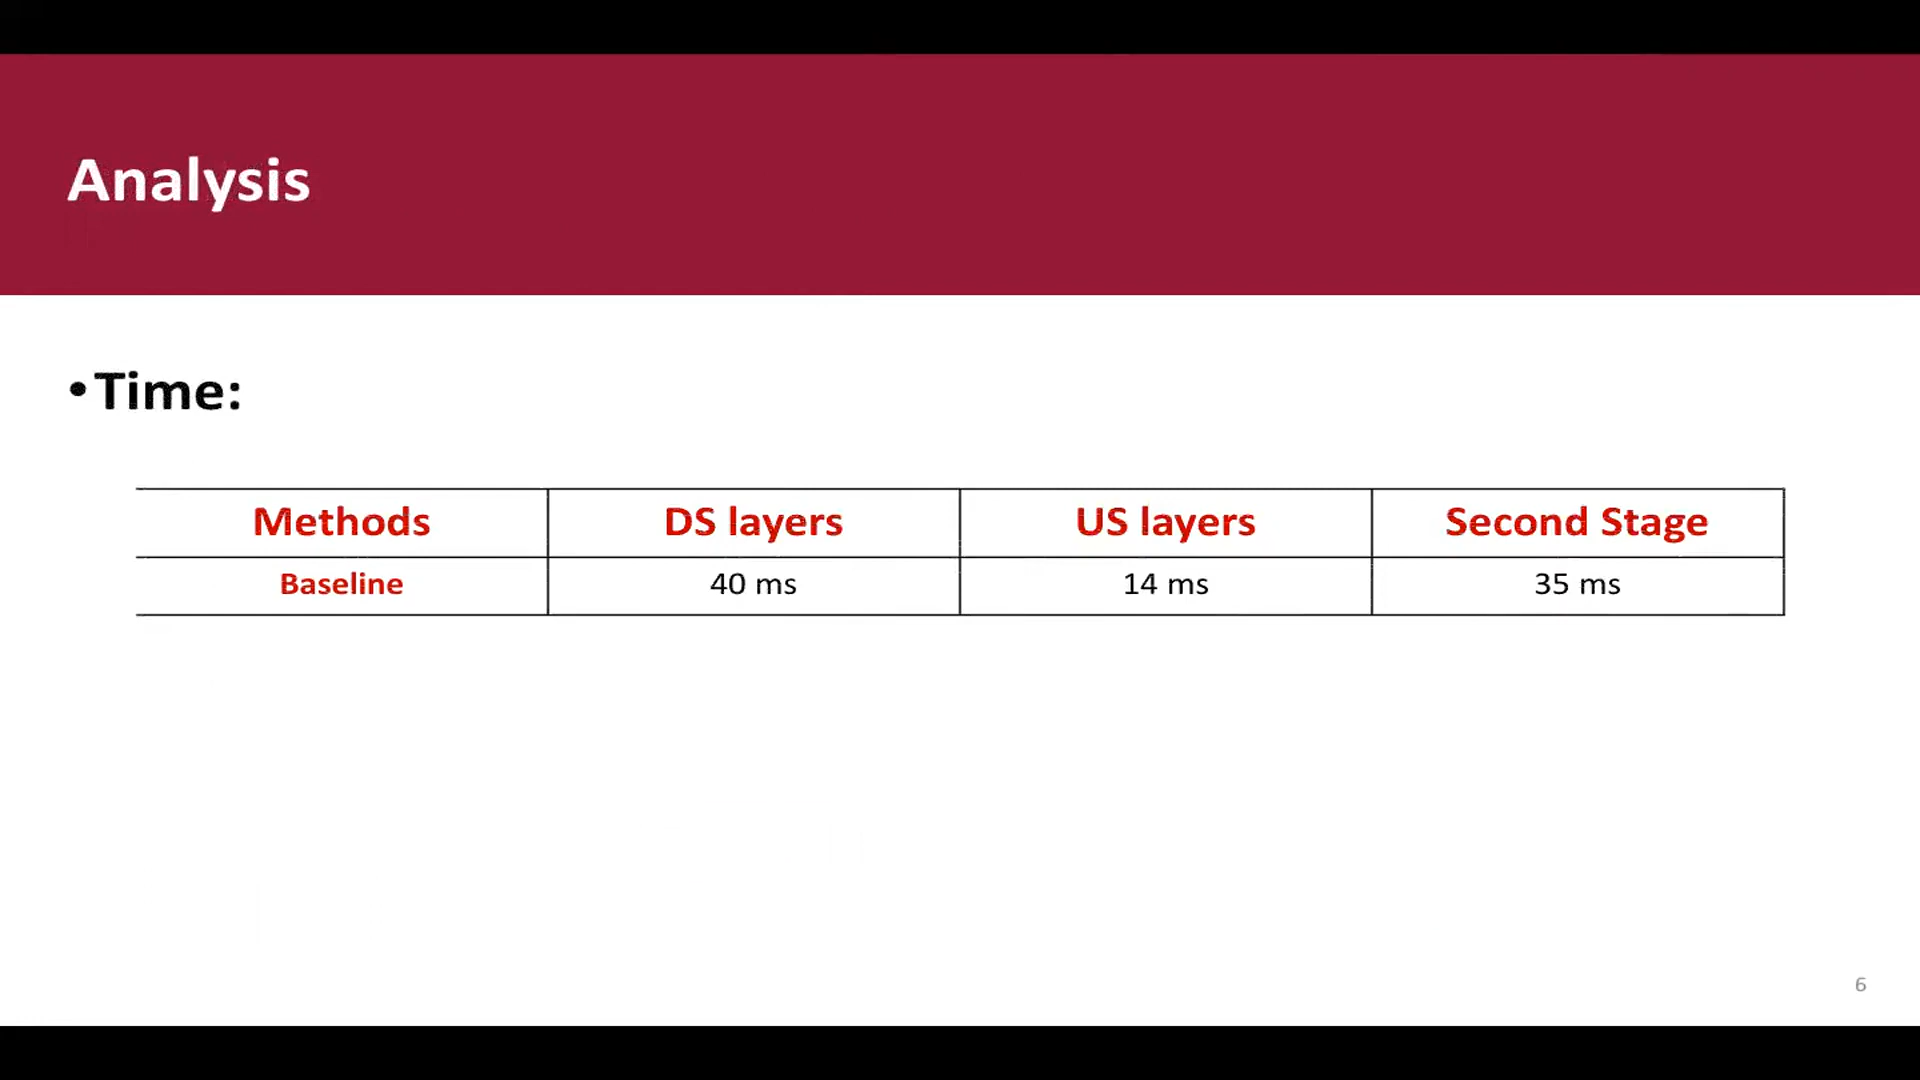 Analysis
•Time:
Methods DS layers US layers Second Stage
Baseline 40 ms 14 ms 35 ms
6